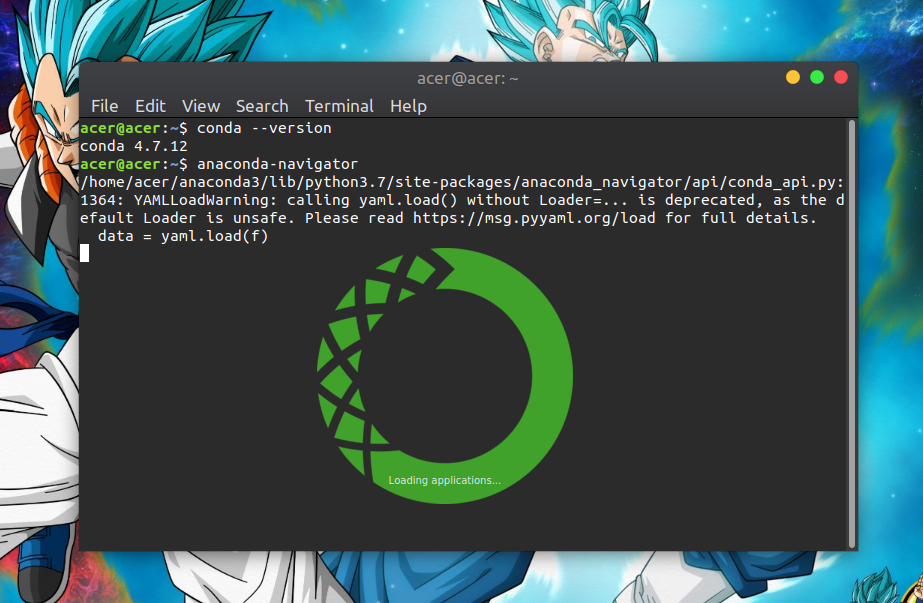 acer@acer: ~
File Edit View Search Terminal Help
acer@acer:~$ conda --version
conda 4.7.12
acer@acer:~$ anaconda-navigator
/home/acer/anaconda3/lib/python3.7/site-packages/anaconda_navigator/api/conda_api.py:
1364: YAMLLoadWarning: calling yaml.load() without Loader=... is deprecated, as the d
efault Loader is unsafe. Please read https://msg.pyyaml.org/load for full details.
  data = yaml.load(f)
Loading applications...